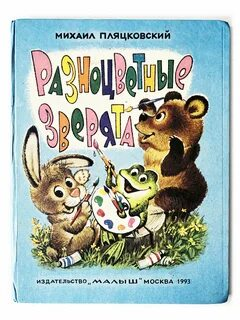 МИХАИЛ ПЛЯЦКОВСКИЙ
РАЗНОЦВЕТНЫЕ
ЗВЕРЯТА
ИЗДАТЕЛЬСТВО „МАЛЫШ” МОСКВА 1993